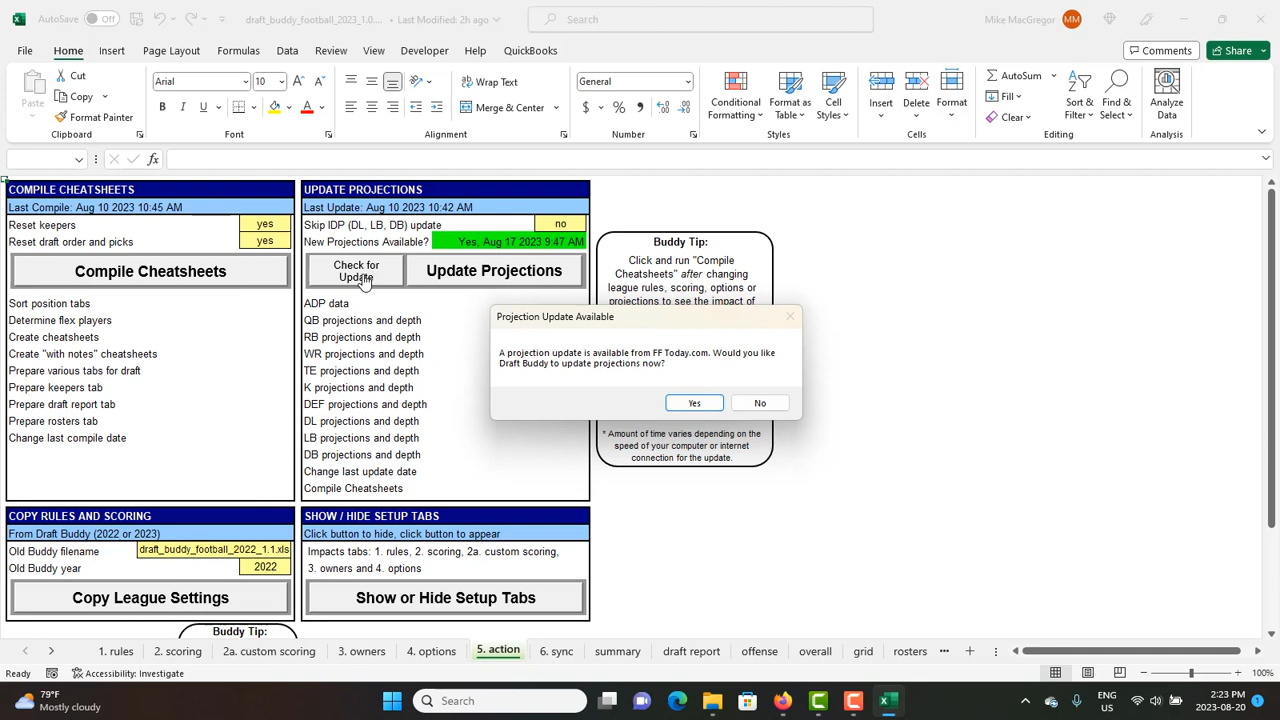 AutoSave Off draft_buddy_football_2023_1.0.... Last Modified: 2h ago Search Mike MacGregor MM
File Home Insert Page Layout Formulas Data Review View Developer Help QuickBooks Comments Share
Paste Cut Copy Format Painter
Arial 10
B I U
Wrap Text
Merge & Center
General
$ % 
Conditional Formatting Format as Table Cell Styles
Insert Delete Format
AutoSum Fill Clear
Sort & Filter Find & Select
Analyze Data
Clipboard Font Alignment Number Styles Cells Editing Analysis
fx
COMPILE CHEATSHEETS
Last Compile: Aug 10 2023 10:45 AM
Reset keepers yes
Reset draft order and picks yes
Compile Cheatsheets
Sort position tabs
Determine flex players
Create cheatsheets
Create "with notes" cheatsheets
Prepare various tabs for draft
Prepare keepers tab
Prepare draft report tab
Prepare rosters tab
Change last compile date
UPDATE PROJECTIONS
Last Update: Aug 10 2023 10:42 AM
Skip IDP (DL, LB, DB) update no
New Projections Available? Yes, Aug 17 2023 9:47 AM
Check for
Update
Update Projections
ADP data
QB projections and depth
RB projections and depth
WR projections and depth
TE projections and depth
K projections and depth
DEF projections and depth
DL projections and depth
LB projections and depth
DB projections and depth
Change last update date
Compile Cheatsheets
Buddy Tip:
Click and run "Compile
Cheatsheets" after changing
league rules, scoring, options or
projections to see the impact of
Projection Update Available
A projection update is available from FF Today.com. Would you like
Draft Buddy to update projections now?
Yes No
* Amount of time varies depending on the
speed of your computer or internet
connection for the update.
COPY RULES AND SCORING
From Draft Buddy (2022 or 2023)
Old Buddy filename draft_buddy_football_2022_1.1.xls
Old Buddy year 2022
Copy League Settings
Buddy Tip:
SHOW / HIDE SETUP TABS
Click button to hide, click button to appear
Impacts tabs: 1. rules, 2. scoring, 2a. custom scoring,
3. owners and 4. options
Show or Hide Setup Tabs
1. rules 2. scoring 2a. custom scoring 3. owners 4. options 5. action 6. sync summary draft report offense overall grid rosters ...
Ready Accessibility: Investigate 100%
79°F
Mostly cloudy
Search
ENG
CA
2:23 PM
2023-08-20